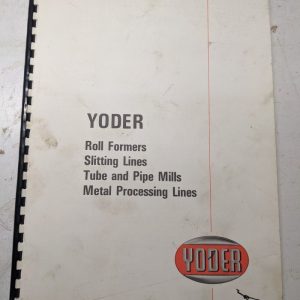 YODER
Roll Formers
Slitting Lines
Tube and Pipe Mills
Metal Processing Lines
YODER